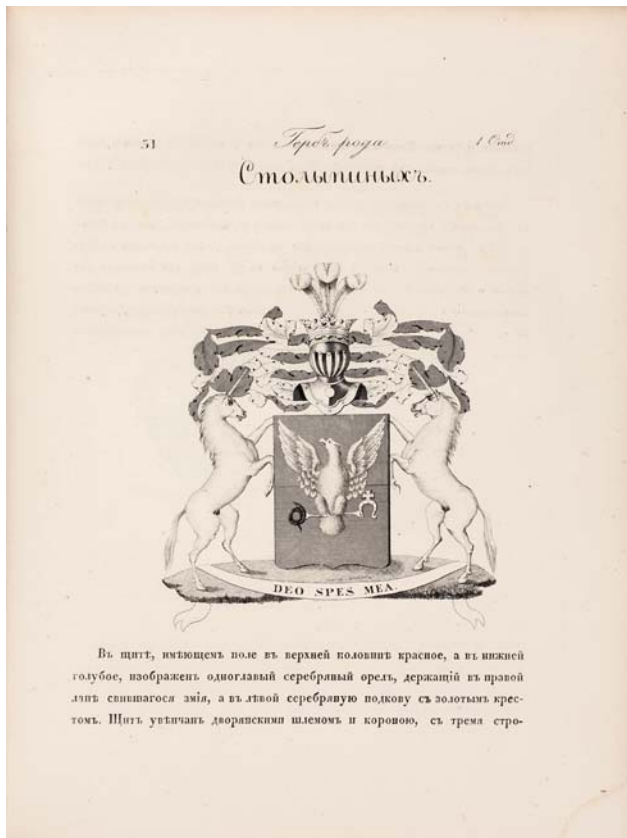 31 Гербъ рода 1 Отд
Столыпиныхъ.
DEO SPES MEA.
Въ щитѣ, имѣющемъ поле въ верхней половинѣ красное, а въ нижней
голубое, изображенъ одноглавый серебряный орелъ, держащій въ правой
лапѣ свившагося змія, а въ лѣвой серебряную подкову съ золотымъ крес-
томъ. Щитъ увѣнчанъ дворянскими шлемомъ и короною, съ тремя стро-